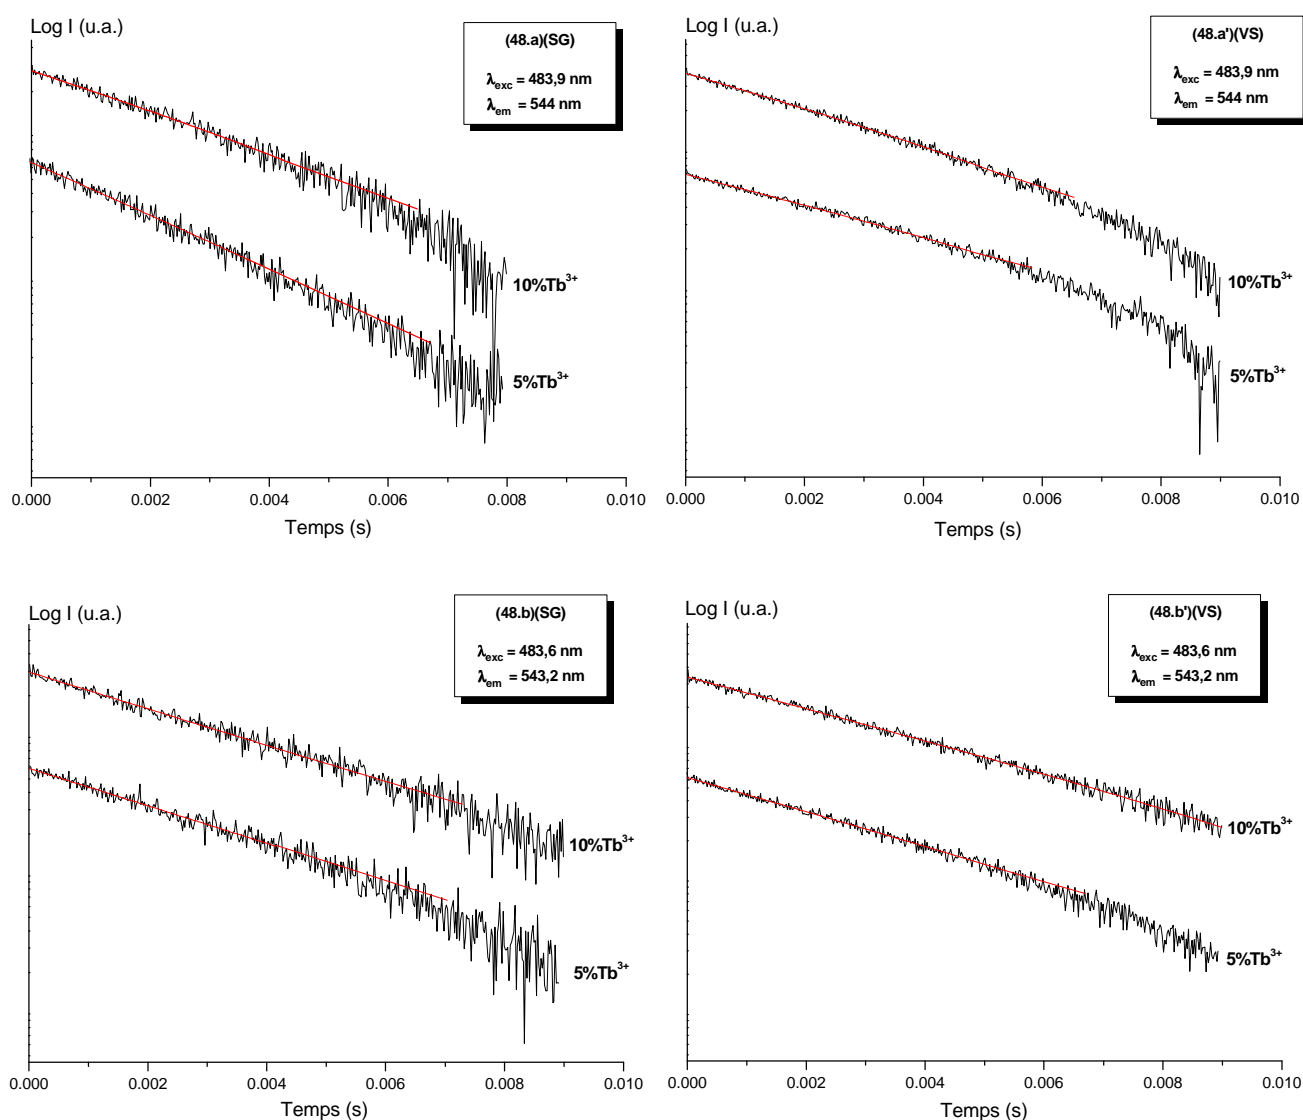 Log I (u.a.)
(48.a)(SG)
λexc = 483,9 nm
λem = 544 nm
10%Tb3+
5%Tb3+
0.000 0.002 0.004 0.006 0.008 0.010
Temps (s)
Log I (u.a.)
(48.a')(VS)
λexc = 483,9 nm
λem = 544 nm
10%Tb3+
5%Tb3+
0.000 0.002 0.004 0.006 0.008 0.010
Temps (s)
Log I (u.a.)
(48.b)(SG)
λexc = 483,6 nm
λem = 543,2 nm
10%Tb3+
5%Tb3+
0.000 0.002 0.004 0.006 0.008 0.010
Temps (s)
Log I (u.a.)
(48.b')(VS)
λexc = 483,6 nm
λem = 543,2 nm
10%Tb3+
5%Tb3+
0.000 0.002 0.004 0.006 0.008 0.010
Temps (s)